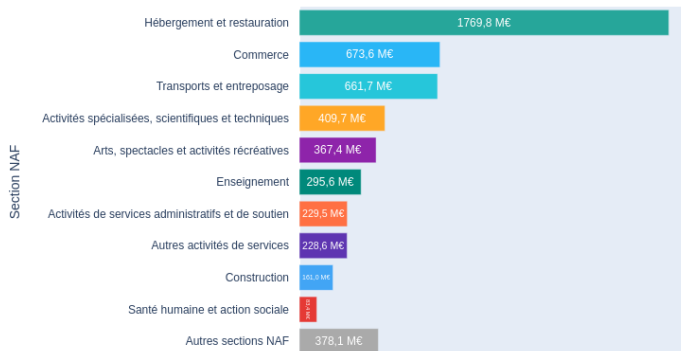 Section NAF
Hébergement et restauration 1769,8 M€
Commerce 673,6 M€
Transports et entreposage 661,7 M€
Activités spécialisées, scientifiques et techniques 409,7 M€
Arts, spectacles et activités récréatives 367,4 M€
Enseignement 295,6 M€
Activités de services administratifs et de soutien 229,5 M€
Autres activités de services 228,6 M€
Construction 161,0 M€
Santé humaine et action sociale M€
Autres sections NAF 378,1 M€